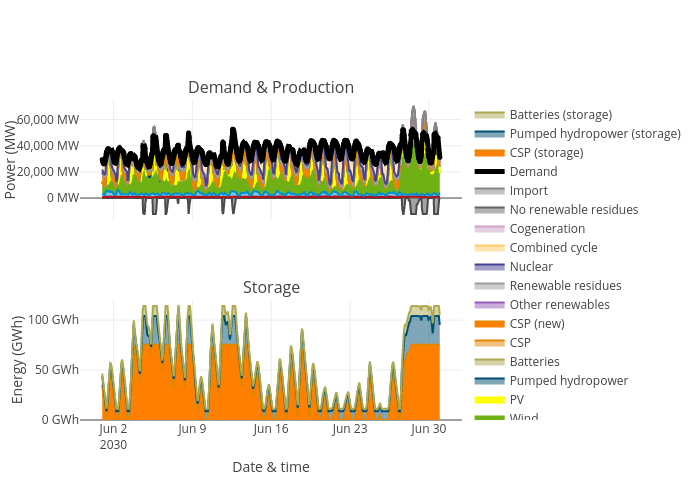 Demand & Production
Power (MW)
60,000 MW
40,000 MW
20,000 MW
0 MW
Storage
Energy (GWh)
100 GWh
50 GWh
0 GWh
Jun 2
2030
Jun 9
Jun 16
Jun 23
Jun 30
Date & time
Batteries (storage)
Pumped hydropower (storage)
CSP (storage)
Demand
Import
No renewable residues
Cogeneration
Combined cycle
Nuclear
Renewable residues
Other renewables
CSP (new)
CSP
Batteries
Pumped hydropower
PV
Wind